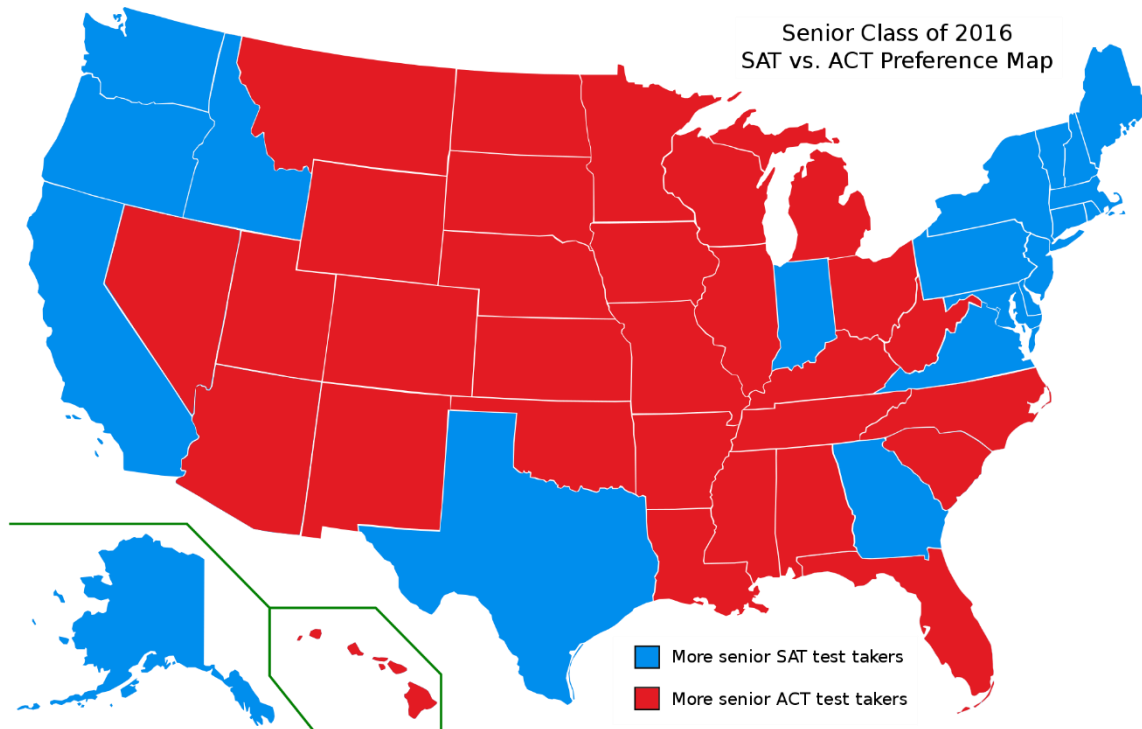 Senior Class of 2016
SAT vs. ACT Preference Map
More senior SAT test takers
More senior ACT test takers